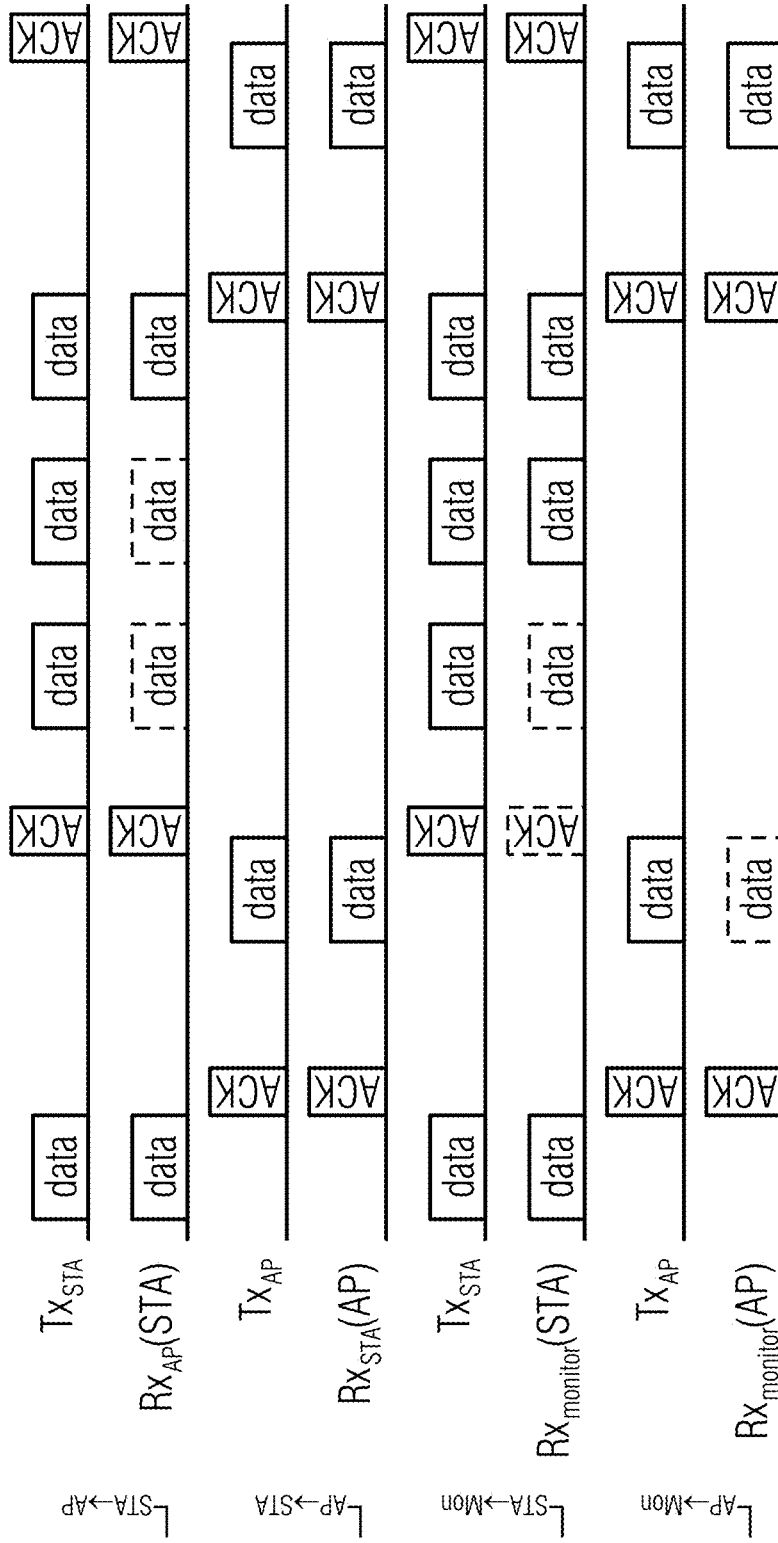 Tx_STA data ACK data data data ACK
L_STA→AP
Rx_AP(STA) data ACK data data data ACK
Tx_AP ACK data ACK data
L_AP→STA
Rx_STA(AP) ACK data ACK data
Tx_STA data ACK data data data ACK
L_STA→Mon
Rx_monitor(STA) data ACK data data data ACK
Tx_AP ACK data ACK data
L_AP→Mon
Rx_monitor(AP) ACK data ACK data